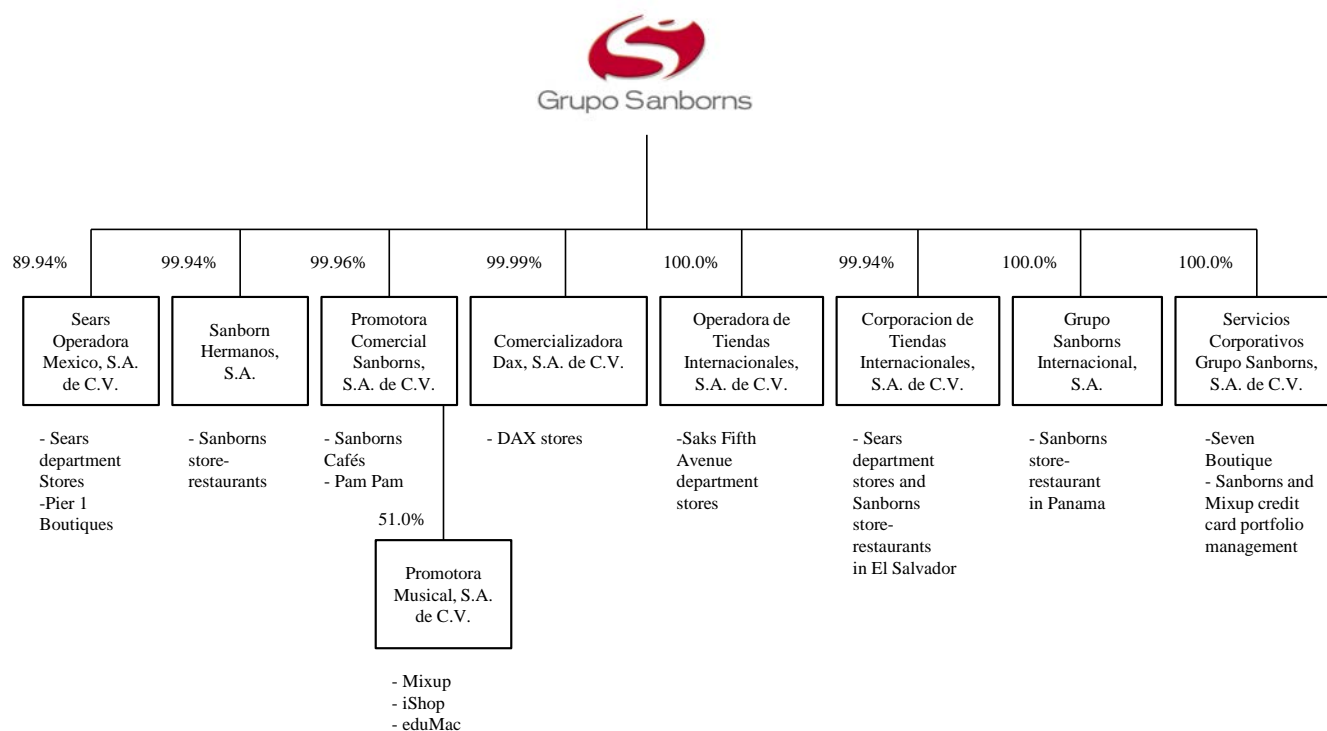 Grupo Sanborns
89.94%
99.94%
99.96%
99.99%
100.0%
99.94%
100.0%
100.0%
Sears
Operadora
Mexico, S.A.
de C.V.
Sanborn
Hermanos,
S.A.
Promotora
Comercial
Sanborns,
S.A. de C.V.
Comercializadora
Dax, S.A. de C.V.
Operadora de
Tiendas
Internacionales,
S.A. de C.V.
Corporacion de
Tiendas
Internacionales,
S.A. de C.V.
Grupo
Sanborns
Internacional,
S.A.
Servicios
Corporativos
Grupo Sanborns,
S.A. de C.V.
- Sears
department
Stores
-Pier 1
Boutiques
- Sanborns
store-
restaurants
- Sanborns
Cafés
- Pam Pam
- DAX stores
-Saks Fifth
Avenue
department
stores
- Sears
department
stores and
Sanborns
store-
restaurants
in El Salvador
- Sanborns
store-
restaurant
in Panama
-Seven
Boutique
- Sanborns and
Mixup credit
card portfolio
management
51.0%
Promotora
Musical, S.A.
de C.V.
- Mixup
- iShop
- eduMac